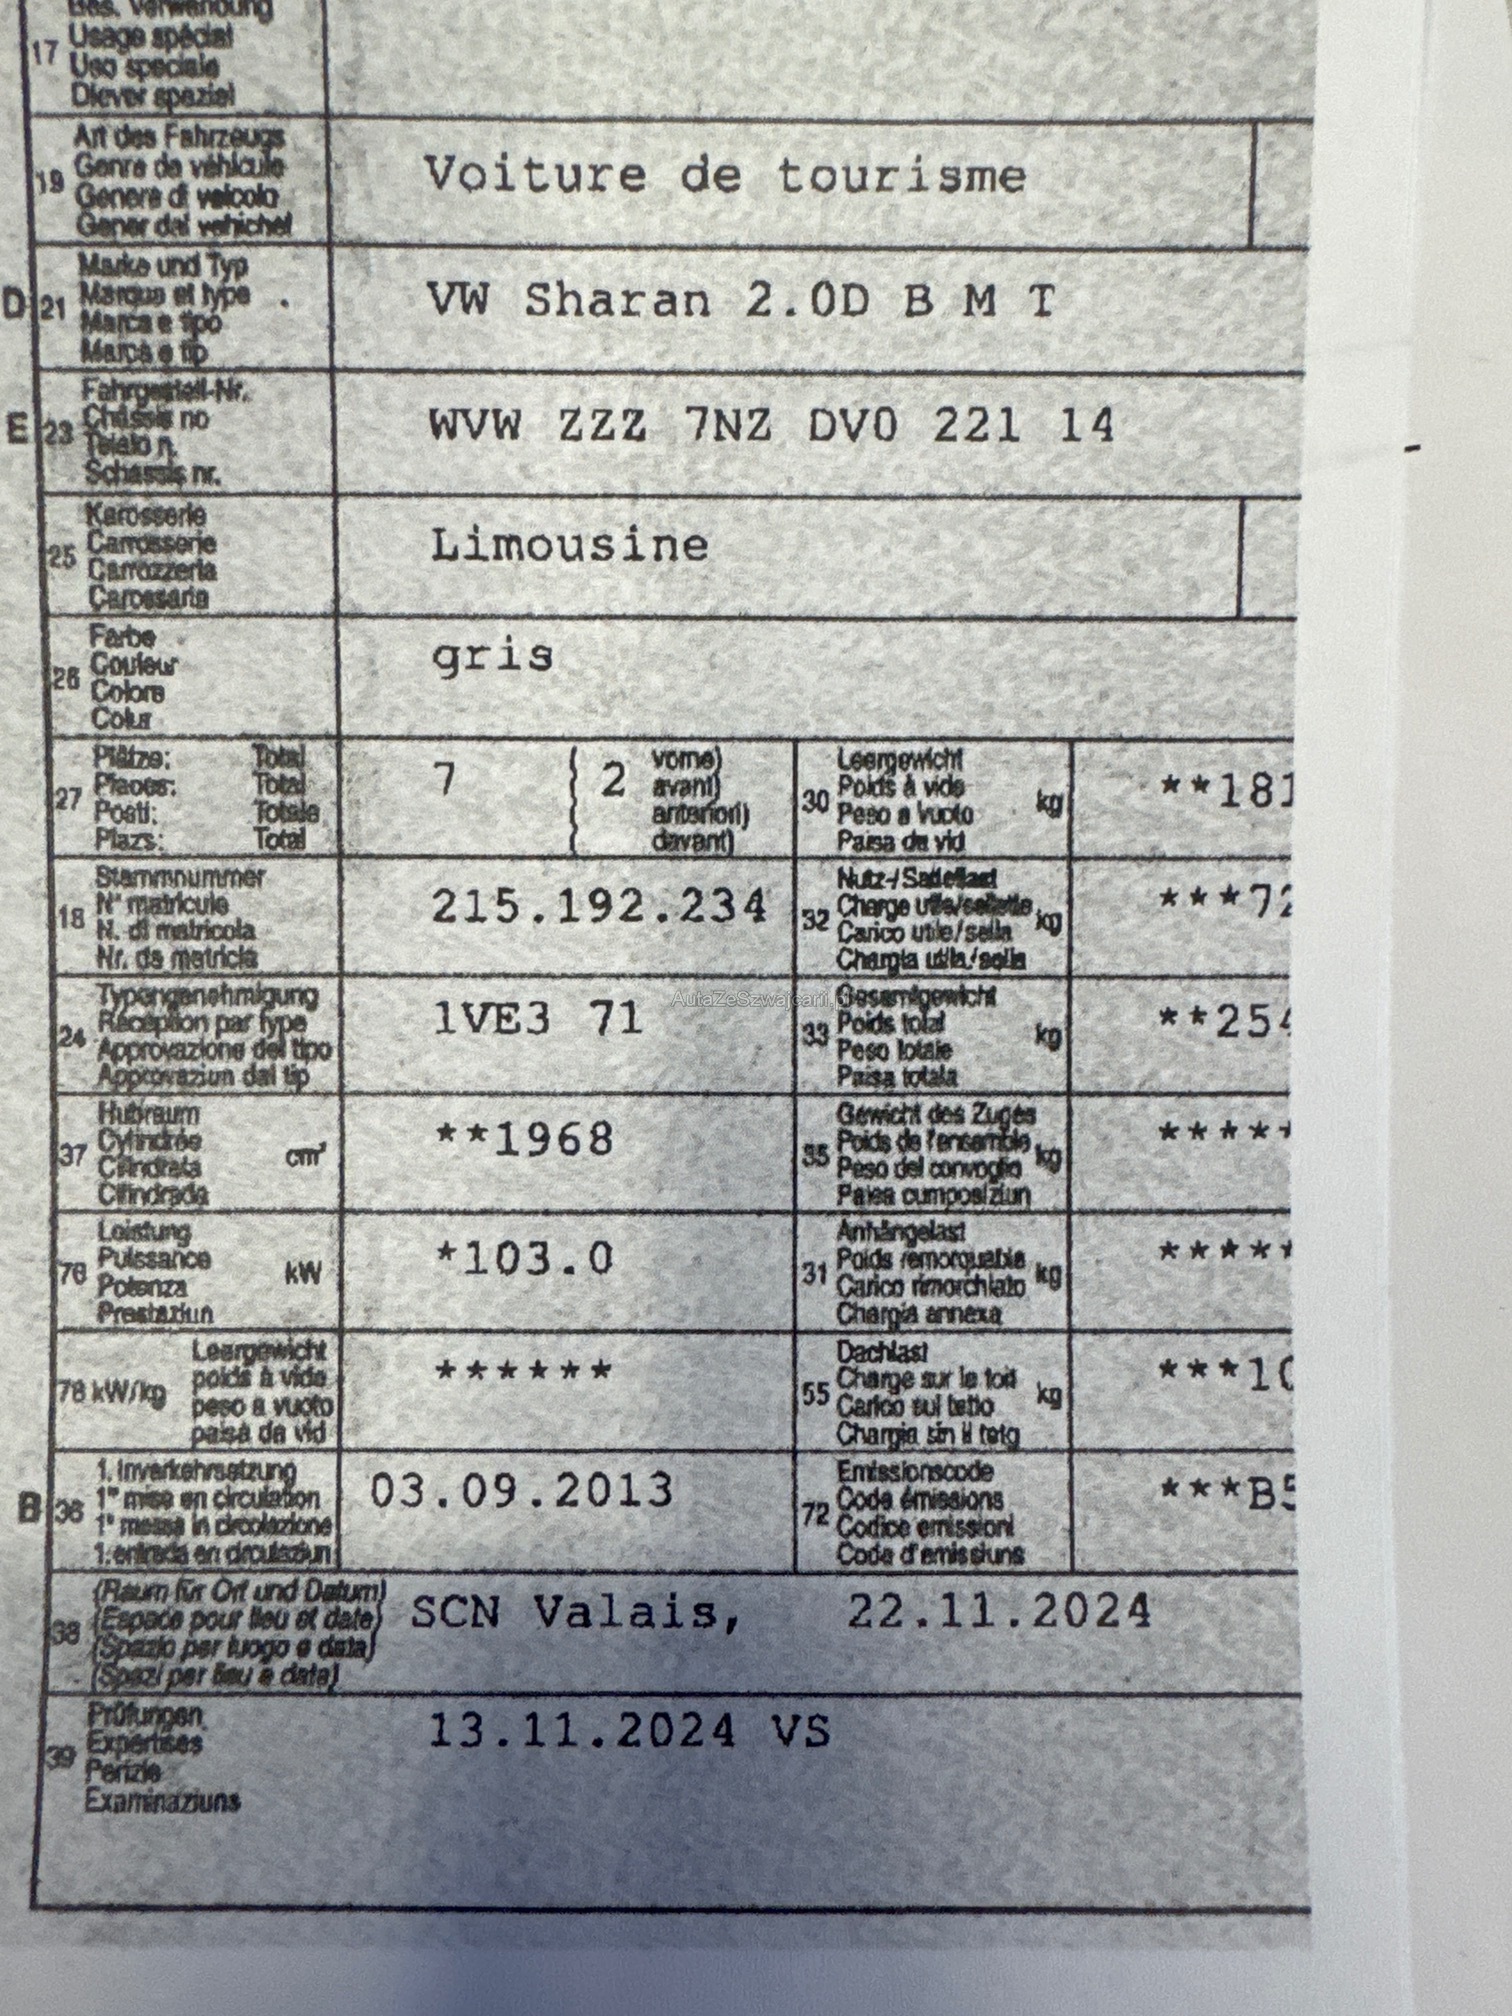 Bes. Verwendung
17 Usage spécial
Uso speciale
Diever spezial
19 Art des Fahrzeugs
Genre de véhicule
Genere di veicolo
Gener dal vehichel
Voiture de tourisme
D 21 Marke und Typ
Marque et type
Marca e tipo
Marca e tip
VW Sharan 2.0D B M T
E 23 Fahrgestell-Nr.
Châssis no
Telaio n.
Schassis nr.
WVW ZZZ 7NZ DV0 221 14
25 Karosserie
Carrosserie
Carrozzeria
Carossaria
Limousine
26 Farbe
Couleur
Colore
Colur
gris
27 Plätze: Total
Places: Total
Posti: Totale
Plazs: Total
7 ( 2 vorne)
avant)
anteriori)
davant)
30 Leergewicht
Poids à vide
Peso a vuoto
Paisa da vid
kg
**181
18 Stammnummer
N° matricule
N. di matricola
Nr. da matricla
215.192.234
32 Nutz-/Sattellast
Charge utile/sellette
Carico utile/sella
Chargia utila/sella
kg
***72
24 Typengenehmigung
Réception par type
Approvazione del tipo
Approvaziun dal tip
1VE3 71
AutaZeSzwajcarii.pl
33 Gesamtgewicht
Poids total
Peso totale
Paisa totala
kg
**254
37 Hubraum
Cylindrée
Cilindrata
Cilindrada
cm³
**1968
35 Gewicht des Zuges
Poids de l'ensemble
Peso del convoglio
Paisa cumposiziun
kg
*****
76 Leistung
Puissance
Potenza
Prestaziun
kW
*103.0
31 Anhängelast
Poids remorquable
Carico rimorchiato
Chargia annexa
kg
*****
78 kW/kg Leergewicht
poids à vide
peso a vuoto
paisa da vid
******
55 Dachlast
Charge sur le toit
Carico sul tetto
Chargia sin il tetg
kg
***10
B 36 1. Inverkehrsetzung
1re mise en circulation
1a messa in circolazione
1. entrada en circulaziun
03.09.2013
72 Emissionscode
Code émissions
Codice emissioni
Code d'emissiuns
***B5
38 (Raum für Ort und Datum)
(Espace pour lieu et date)
(Spazio per luogo e data)
(Spazi per lieu e data)
SCN Valais, 22.11.2024
39 Prüfungen
Expertises
Perizie
Examinaziuns
13.11.2024 VS